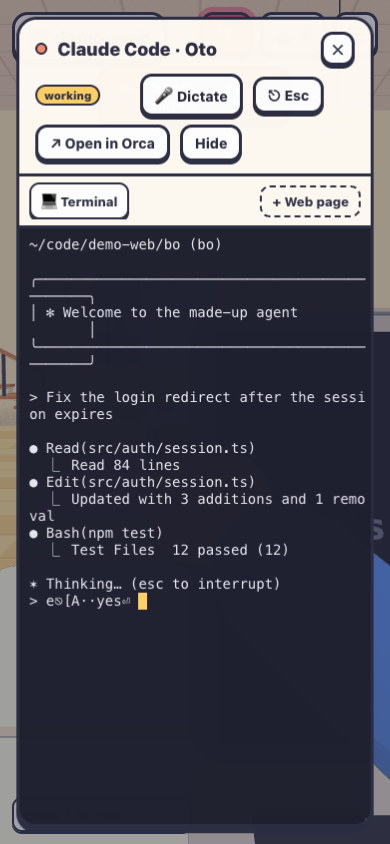 Claude Code · Oto
working
🎤 Dictate
⎋ Esc
↗ Open in Orca
Hide
💻 Terminal
+ Web page
~/code/demo-web/bo (bo)
│ ✻ Welcome to the made-up agent
│
> Fix the login redirect after the sessi
on expires
● Read(src/auth/session.ts)
⎿ Read 84 lines
● Edit(src/auth/session.ts)
⎿ Updated with 3 additions and 1 remo
val
● Bash(npm test)
⎿ Test Files  12 passed (12)
✶ Thinking… (esc to interrupt)
> e⎋[A··yes⏎